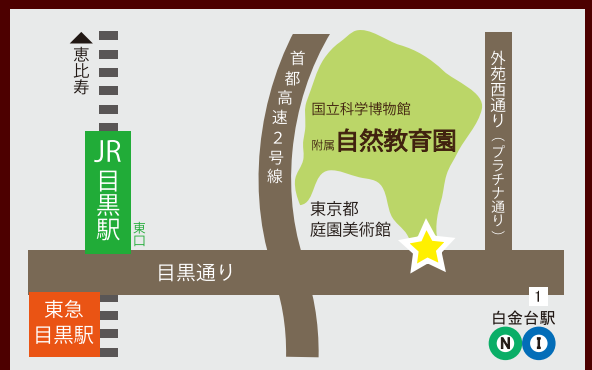 恵比寿
JR
目黒駅
東口
首都高速2号線
国立科学博物館
附属自然教育園
東京都
庭園美術館
外苑西通り（プラチナ通り）
目黒通り
東急
目黒駅
1
白金台駅
N I